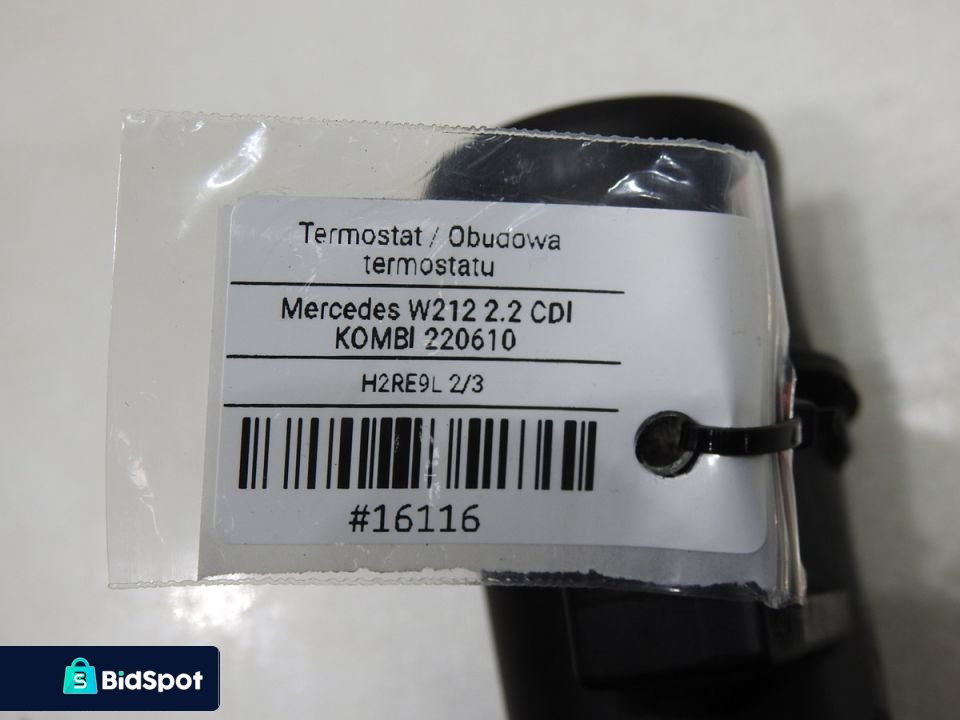 Termostat / Obudowa
termostatu
Mercedes W212 2.2 CDI
KOMBI 220610
H2RE9L 2/3
#16116
BidSpot